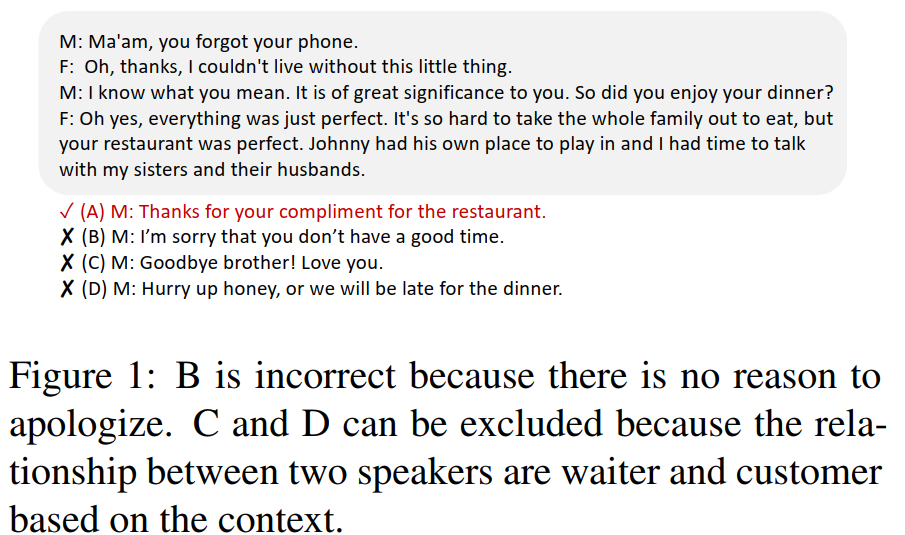 M: Ma'am, you forgot your phone.
F:  Oh, thanks, I couldn't live without this little thing.
M: I know what you mean. It is of great significance to you. So did you enjoy your dinner?
F: Oh yes, everything was just perfect. It's so hard to take the whole family out to eat, but
your restaurant was perfect. Johnny had his own place to play in and I had time to talk
with my sisters and their husbands.
✓ (A) M: Thanks for your compliment for the restaurant.
✗ (B) M: I’m sorry that you don’t have a good time.
✗ (C) M: Goodbye brother! Love you.
✗ (D) M: Hurry up honey, or we will be late for the dinner.
Figure 1: B is incorrect because there is no reason to
apologize. C and D can be excluded because the rela-
tionship between two speakers are waiter and customer
based on the context.